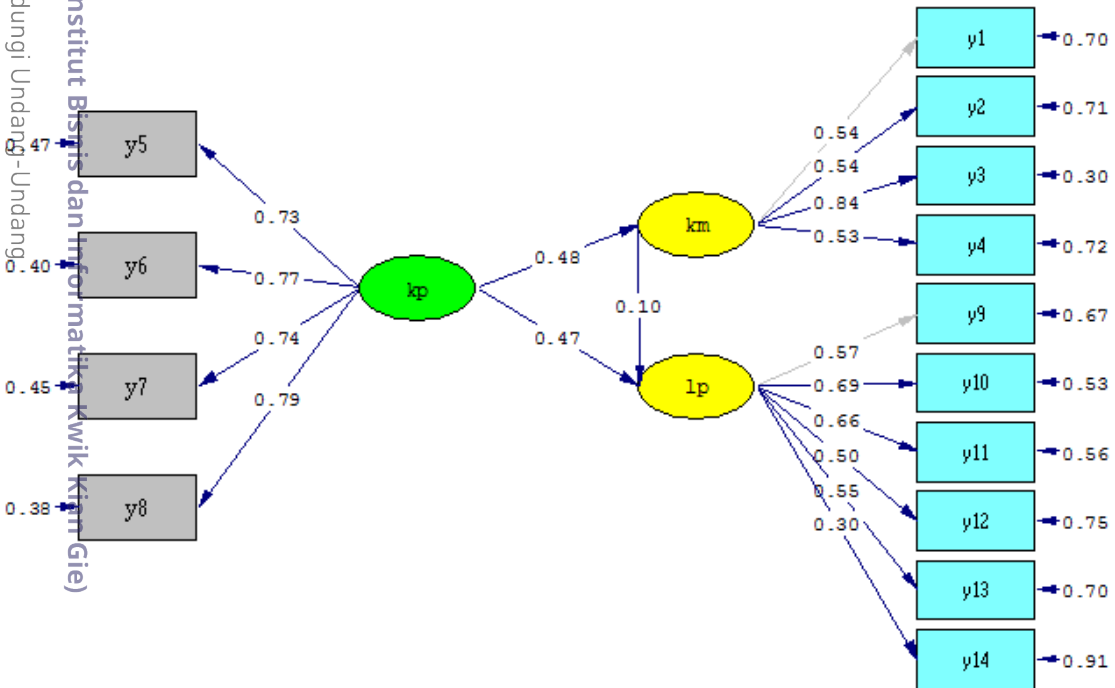 dungi Undang-Undang
nstitut Bisnis dan Informatika Kwik Kian Gie)
y5
y6
y7
y8
0.47
0.40
0.45
0.38
0.73
0.77
0.74
0.79
kp
0.48
0.47
km
0.10
lp
0.54
0.54
0.84
0.53
0.57
0.69
0.66
0.50
0.55
0.30
y1
0.70
y2
0.71
y3
0.30
y4
0.72
y9
0.67
y10
0.53
y11
0.56
y12
0.75
y13
0.70
y14
0.91